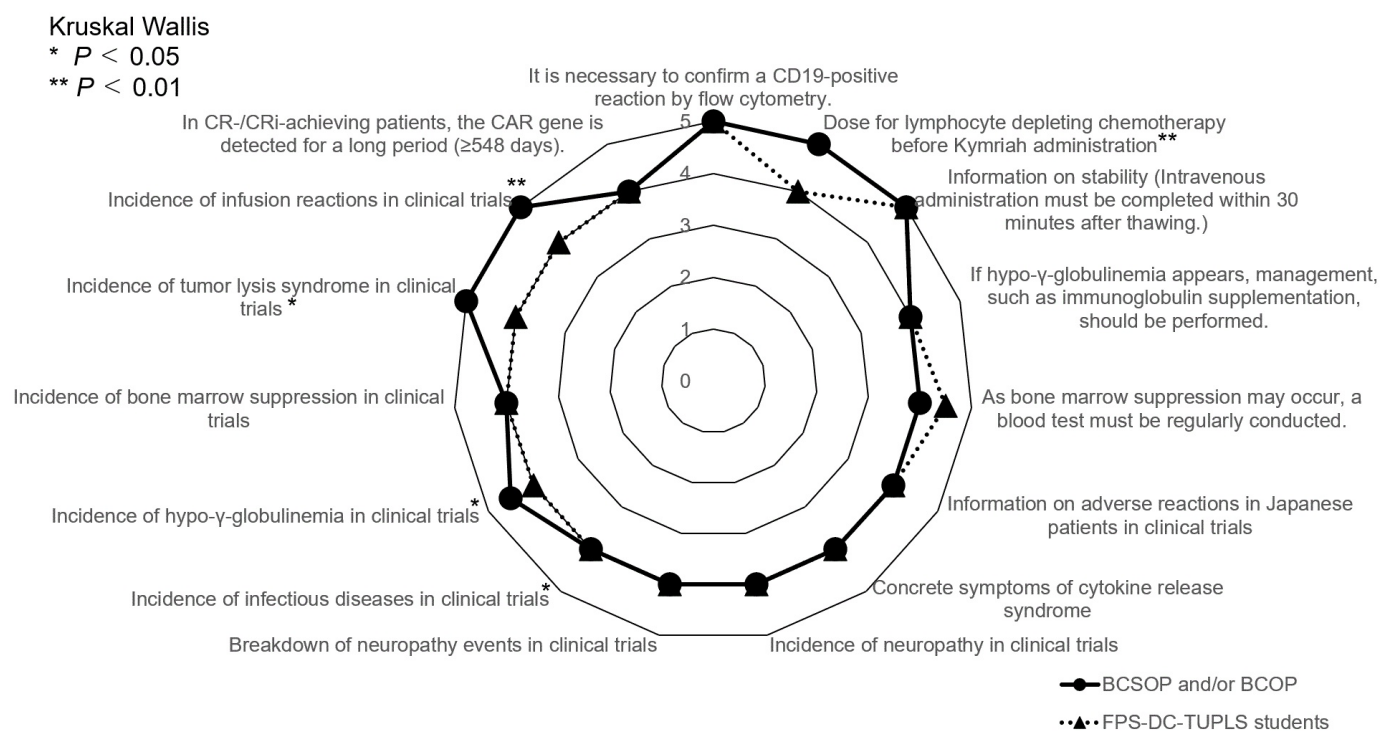 Kruskal Wallis
* P < 0.05
** P < 0.01
It is necessary to confirm a CD19-positive
reaction by flow cytometry.
Dose for lymphocyte depleting chemotherapy
before Kymriah administration**
Information on stability (Intravenous
administration must be completed within 30
minutes after thawing.)
If hypo-γ-globulinemia appears, management,
such as immunoglobulin supplementation,
should be performed.
As bone marrow suppression may occur, a
blood test must be regularly conducted.
Information on adverse reactions in Japanese
patients in clinical trials
Concrete symptoms of cytokine release
syndrome
Incidence of neuropathy in clinical trials
Breakdown of neuropathy events in clinical trials
Incidence of infectious diseases in clinical trials*
Incidence of hypo-γ-globulinemia in clinical trials*
Incidence of bone marrow suppression in clinical
trials
Incidence of tumor lysis syndrome in clinical
trials *
Incidence of infusion reactions in clinical trials**
In CR-/CRi-achieving patients, the CAR gene is
detected for a long period (≥548 days).
5
4
3
2
1
0
BCSOP and/or BCOP
FPS-DC-TUPLS students